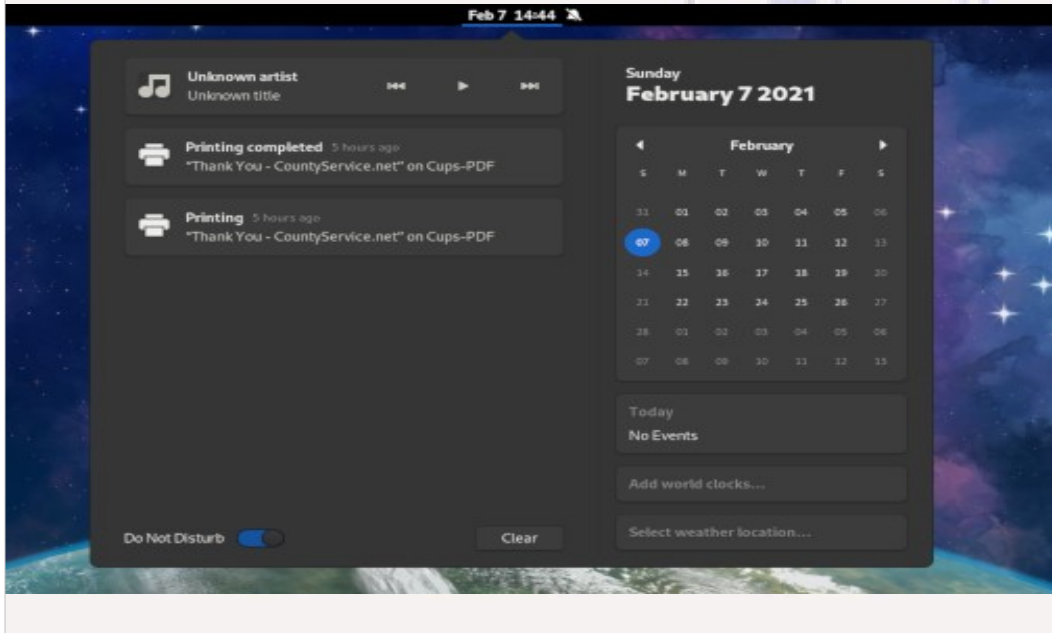 Feb 7 14:44
Unknown artist
Unknown title
Printing completed 5 hours ago
"Thank You - CountyService.net" on Cups-PDF
Printing 5 hours ago
"Thank You - CountyService.net" on Cups-PDF
Do Not Disturb
Clear
Sunday
February 7 2021
February
S M T W T F S
31 01 02 03 04 05 06
07 08 09 10 11 12 13
14 15 16 17 18 19 20
21 22 23 24 25 26 27
28 01 02 03 04 05 06
07 08 09 10 11 12 13
Today
No Events
Add world clocks...
Select weather location...